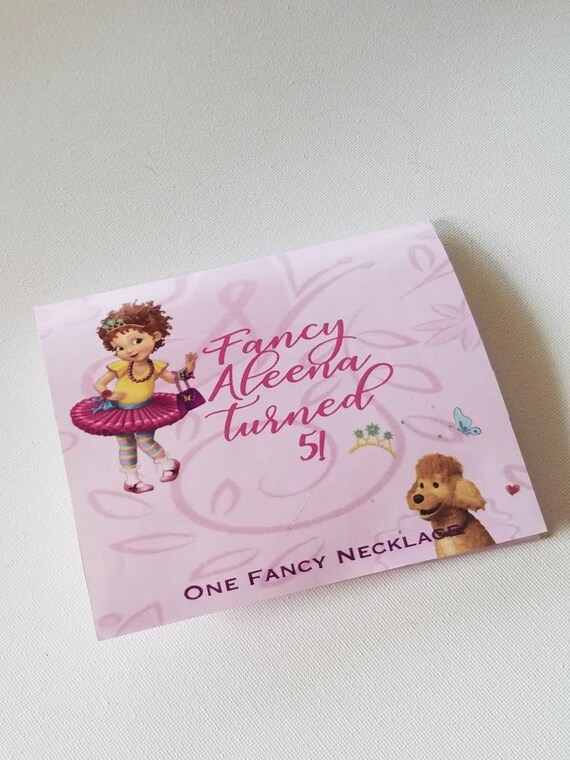 Fancy
Aleena
turned
5!
One Fancy Necklace